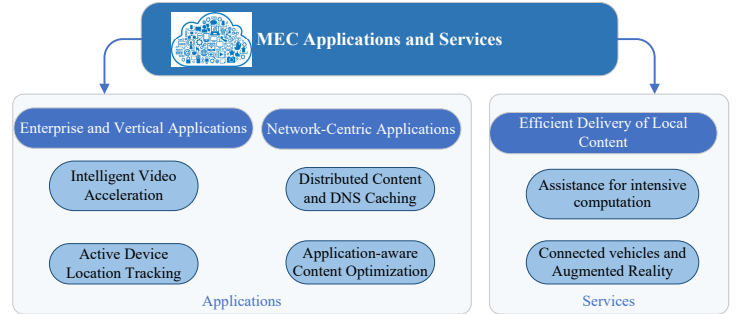 MEC Applications and Services
Enterprise and Vertical Applications
Intelligent Video
Acceleration
Active Device
Location Tracking
Network-Centric Applications
Distributed Content
and DNS Caching
Application-aware
Content Optimization
Applications
Efficient Delivery of Local
Content
Assistance for intensive
computation
Connected vehicles and
Augmented Reality
Services